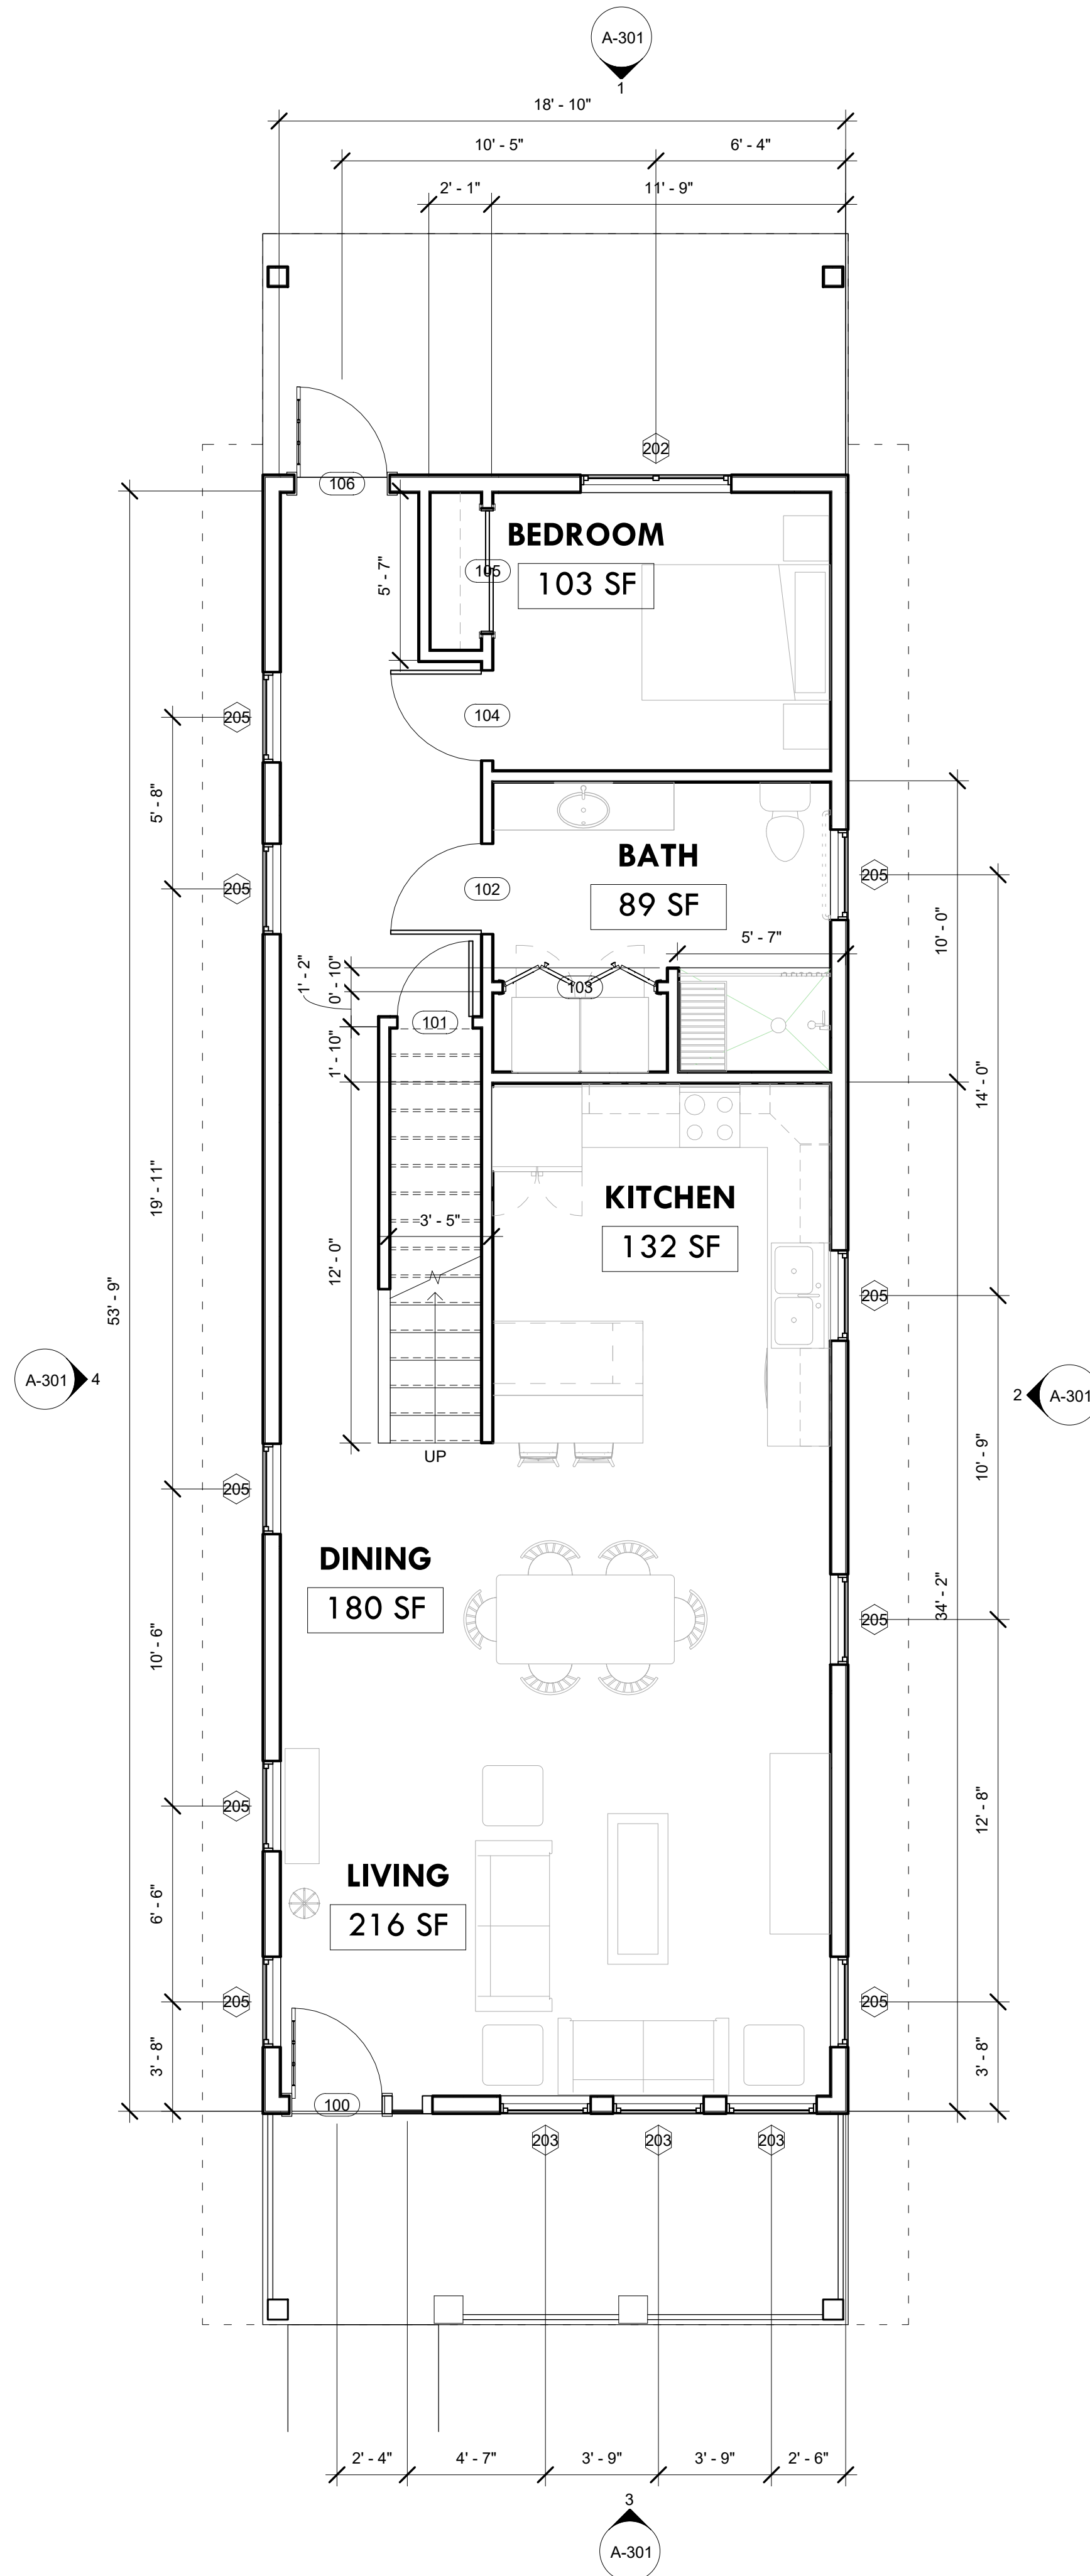 A-301
1
18' - 10"
10' - 5"
6' - 4"
2' - 1"
11' - 9"
202
106
BEDROOM
103 SF
105
5' - 7"
104
205
5' - 8"
205
102
BATH
89 SF
205
5' - 7"
10' - 0"
1' - 2"
0' - 10"
103
101
1' - 10"
14' - 0"
19' - 11"
KITCHEN
132 SF
3' - 5"
12' - 0"
53' - 9"
205
A-301
4
2
A-301
UP
10' - 9"
205
DINING
180 SF
205
34' - 2"
10' - 6"
205
12' - 8"
LIVING
216 SF
6' - 6"
205
205
3' - 8"
3' - 8"
100
203
203
203
2' - 4"
4' - 7"
3' - 9"
3' - 9"
2' - 6"
3
A-301